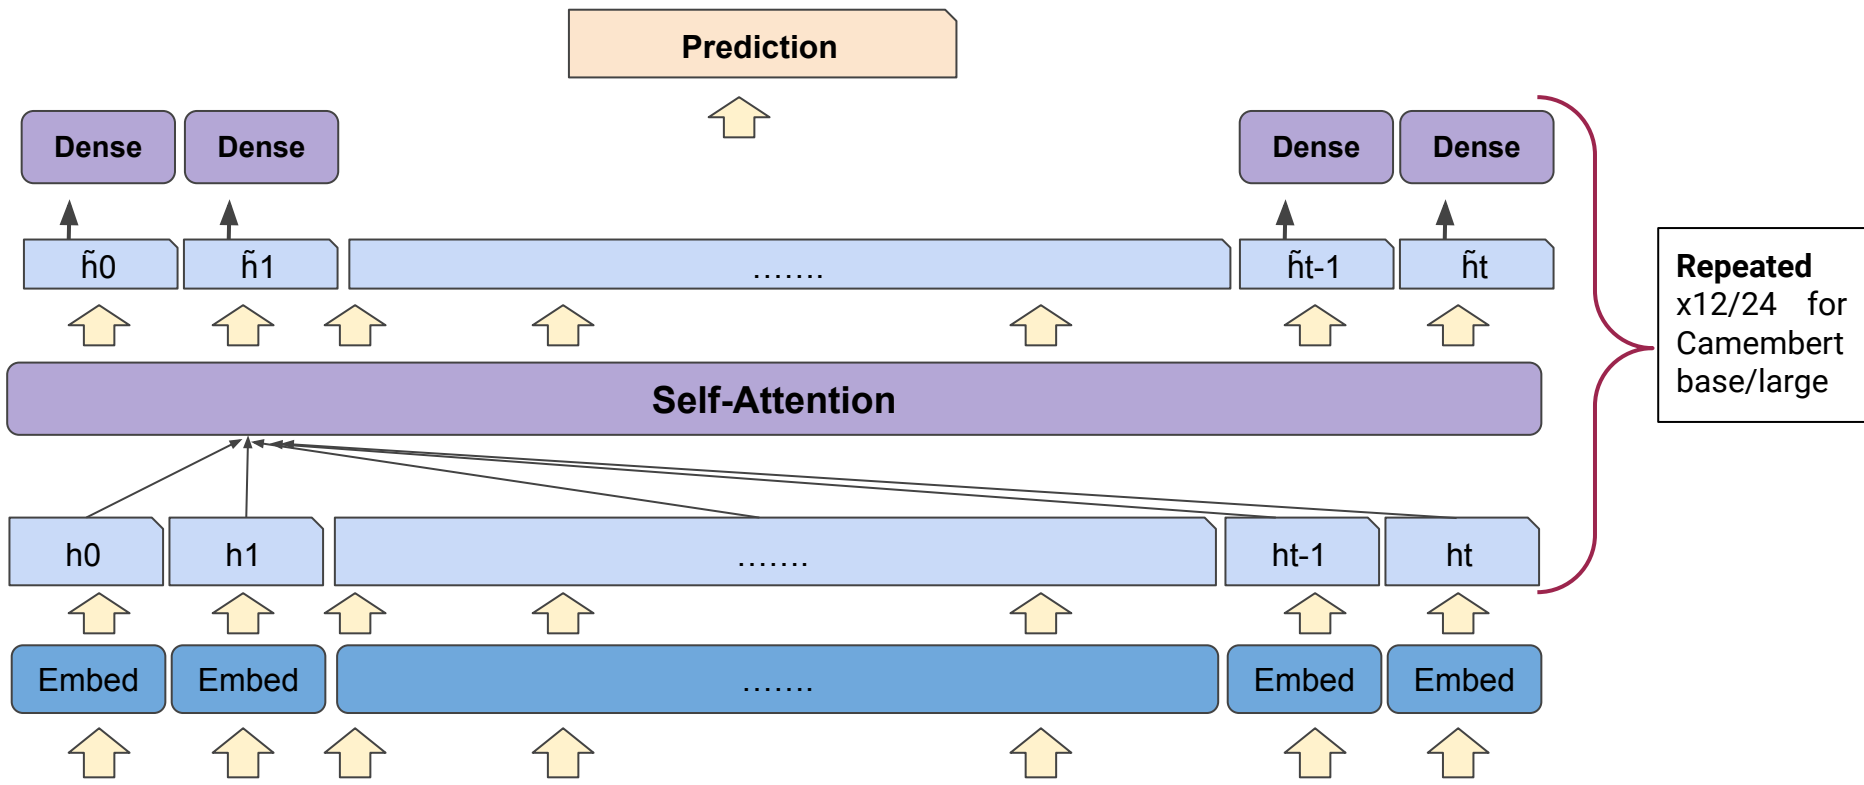 Prediction
Dense Dense Dense Dense
h̃0 h̃1 ....... h̃t-1 h̃t
Repeated
x12/24 for
Camembert
base/large
Self-Attention
h0 h1 ....... ht-1 ht
Embed Embed ....... Embed Embed